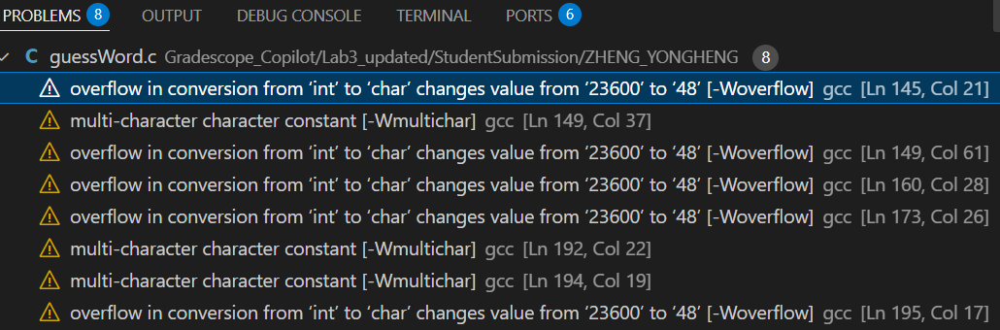 PROBLEMS 8 OUTPUT DEBUG CONSOLE TERMINAL PORTS 6
C guessWord.c Gradescope_Copilot/Lab3_updated/StudentSubmission/ZHENG_YONGHENG 8
overflow in conversion from ‘int’ to ‘char’ changes value from ‘23600’ to ‘48’ [-Woverflow] gcc [Ln 145, Col 21]
multi-character character constant [-Wmultichar] gcc [Ln 149, Col 37]
overflow in conversion from ‘int’ to ‘char’ changes value from ‘23600’ to ‘48’ [-Woverflow] gcc [Ln 149, Col 61]
overflow in conversion from ‘int’ to ‘char’ changes value from ‘23600’ to ‘48’ [-Woverflow] gcc [Ln 160, Col 28]
overflow in conversion from ‘int’ to ‘char’ changes value from ‘23600’ to ‘48’ [-Woverflow] gcc [Ln 173, Col 26]
multi-character character constant [-Wmultichar] gcc [Ln 192, Col 22]
multi-character character constant [-Wmultichar] gcc [Ln 194, Col 19]
overflow in conversion from ‘int’ to ‘char’ changes value from ‘23600’ to ‘48’ [-Woverflow] gcc [Ln 195, Col 17]